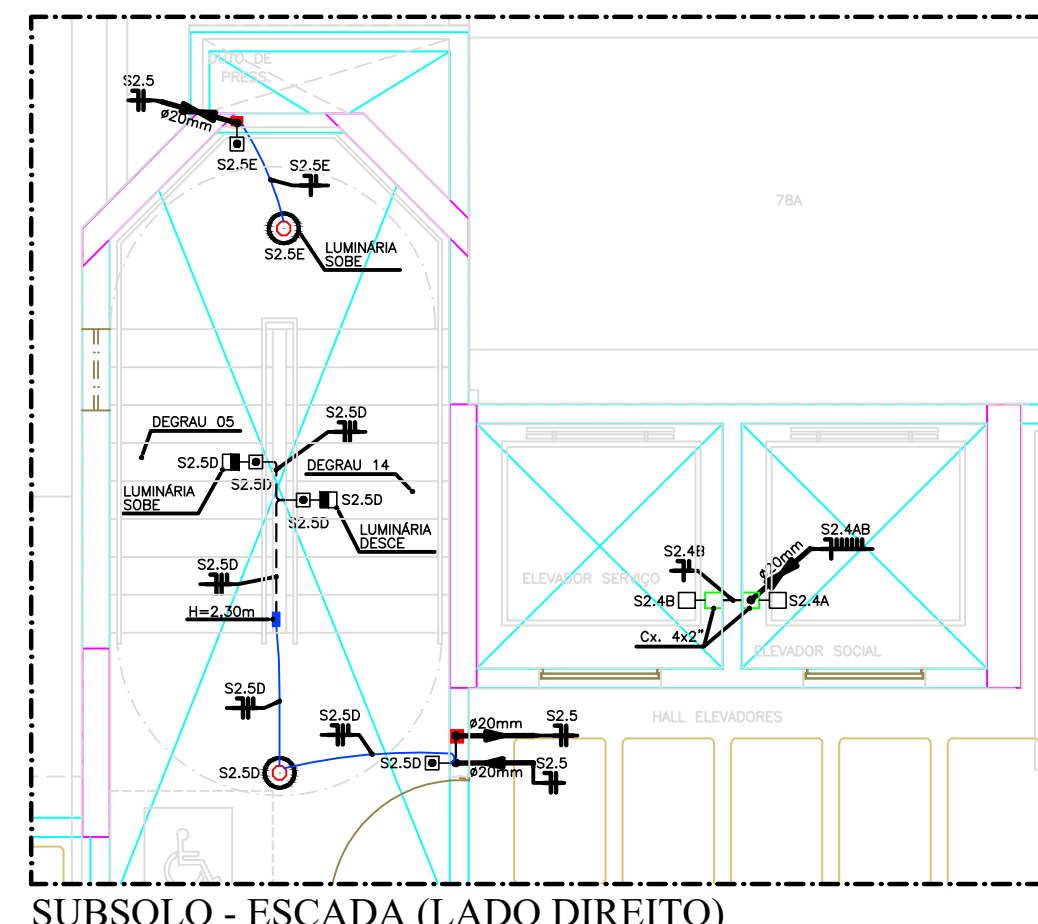 DUTO DE
PRESS.
S2.5
ø20mm
S2.5E
S2.5E
S2.5E
LUMINÁRIA
SOBE
78A
DEGRAU 05
S2.5D
S2.5D
S2.5D
DEGRAU 14
LUMINÁRIA
SOBE
S2.5D
S2.5D
LUMINÁRIA
DESCE
S2.5D
H=2,30m
S2.4AB
ø20mm
S2.4B
ELEVADOR SERVIÇO
S2.4B
S2.4A
Cx. 4x2"
ELEVADOR SOCIAL
S2.5D
S2.5D
HALL ELEVADORES
ø20mm
S2.5
S2.5D
S2.5D
ø20mm
S2.5
SUBSOLO - ESCADA (LADO DIREITO)